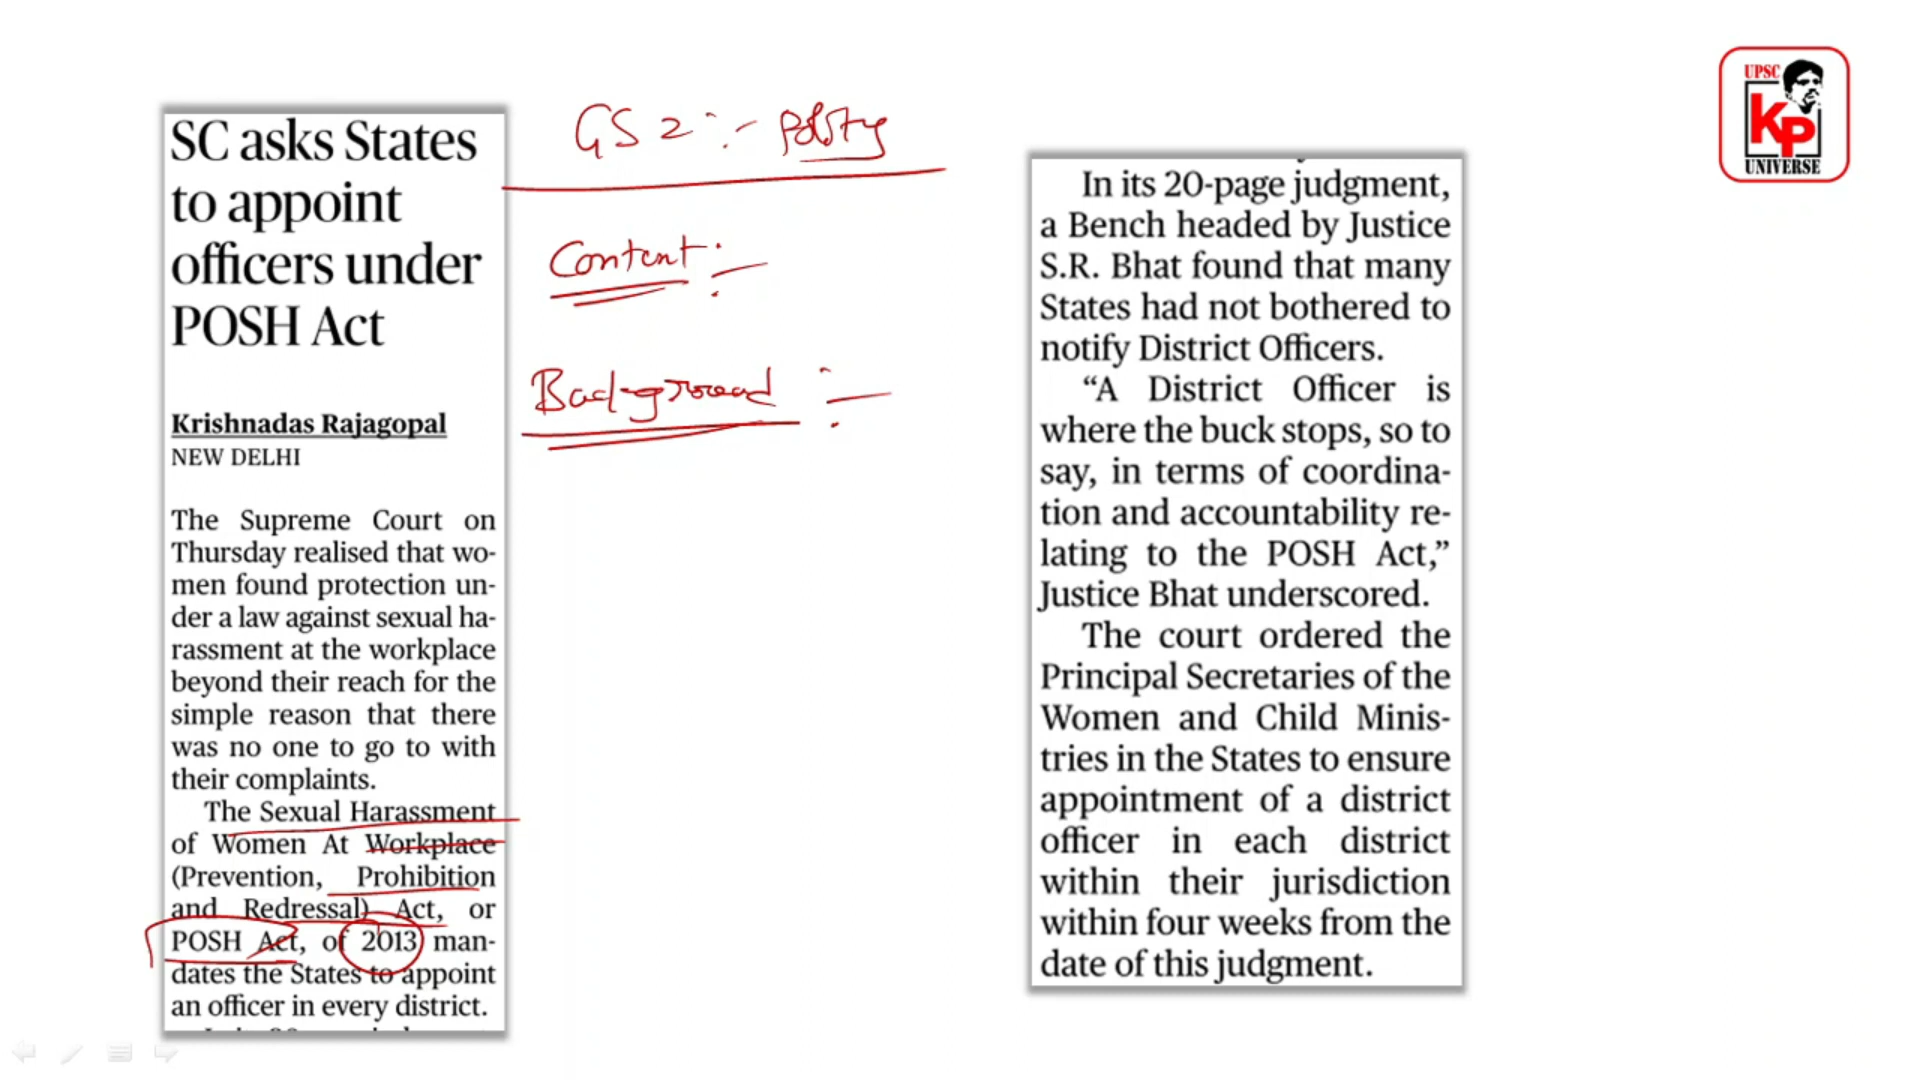 SC asks States
to appoint
officers under
POSH Act
Krishnadas Rajagopal
NEW DELHI
The Supreme Court on
Thursday realised that wo-
men found protection un-
der a law against sexual ha-
rassment at the workplace
beyond their reach for the
simple reason that there
was no one to go to with
their complaints.
The Sexual Harassment
of Women At Workplace
(Prevention, Prohibition
and Redressal) Act, or
POSH Act, of 2013 man-
dates the States to appoint
an officer in every district.
GS 2 :- Polity
Content :-
Background :-
In its 20-page judgment,
a Bench headed by Justice
S.R. Bhat found that many
States had not bothered to
notify District Officers.
“A District Officer is
where the buck stops, so to
say, in terms of coordina-
tion and accountability re-
lating to the POSH Act,”
Justice Bhat underscored.
The court ordered the
Principal Secretaries of the
Women and Child Minis-
tries in the States to ensure
appointment of a district
officer in each district
within their jurisdiction
within four weeks from the
date of this judgment.
UPSC
KP
UNIVERSE